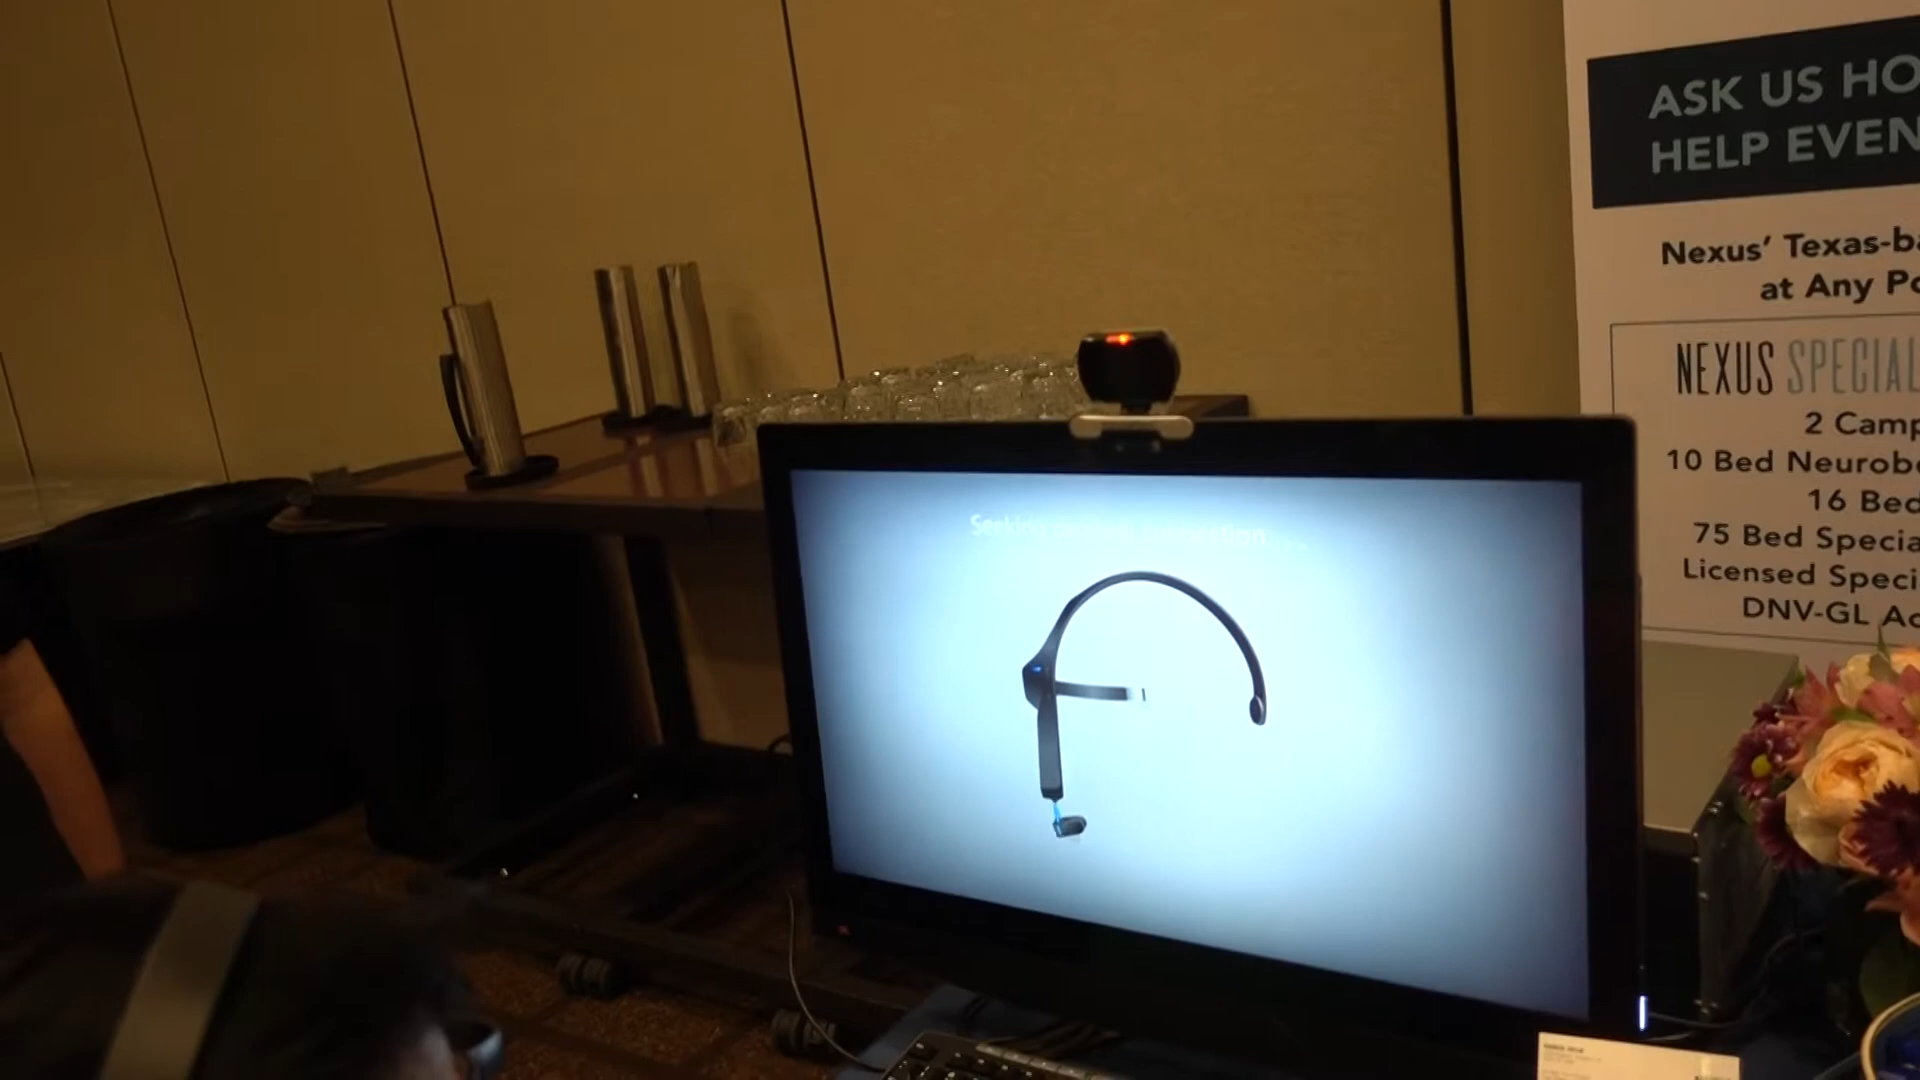 ASK US HO
HELP EVEN
Nexus’ Texas-ba
at Any Po
NEXUS SPECIAL
2 Camp
10 Bed Neurobe
16 Bed
75 Bed Specia
Licensed Speci
DNV-GL Ac
Seeking